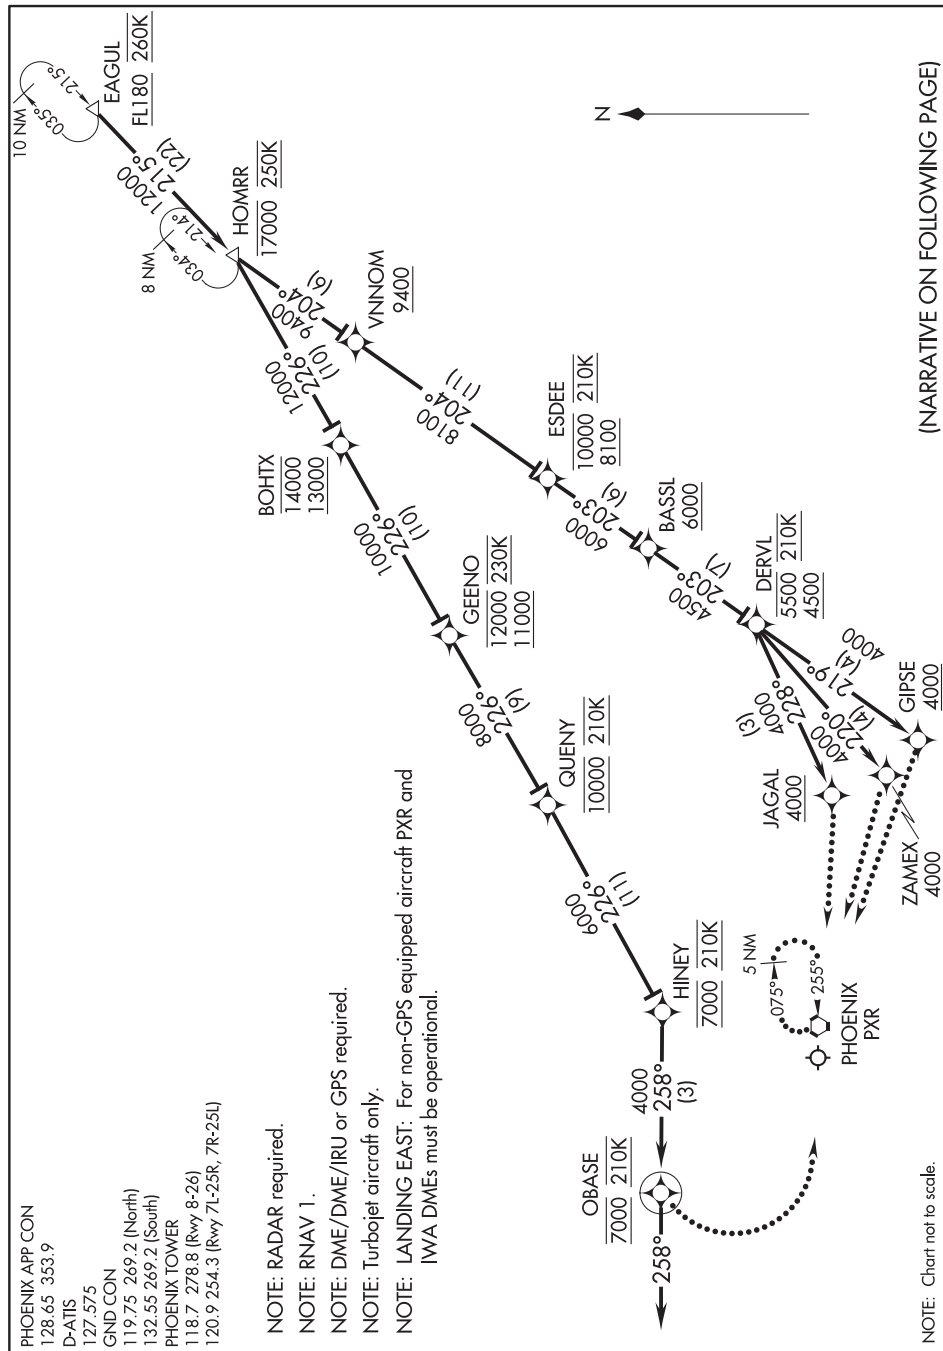 PHOENIX APP CON
128.65 353.9
D-ATIS
127.575
GND CON
119.75 269.2 (North)
132.55 269.2 (South)
PHOENIX TOWER
118.7 278.8 (Rwy 8-26)
120.9 254.3 (Rwy 7L-25R, 7R-25L)
NOTE: RADAR required.
NOTE: RNAV 1.
NOTE: DME/DME/IRU or GPS required.
NOTE: Turbojet aircraft only.
NOTE: LANDING EAST: For non-GPS equipped aircraft PXR and
IWA DMEs must be operational.
10 NM
035°
215°
EAGUL
FL180 260K
12000
215°
(22)
8 NM
034°
214°
HOMRR
17000 250K
12000
226°
(10)
9400
204°
(6)
VNNOM
9400
BOHTX
14000
13000
10000
226°
(10)
8100
204°
(11)
GEENO
12000 230K
11000
ESDEE
10000 210K
8100
8000
226°
(9)
6000
203°
(6)
BASSL
6000
QUENY
10000 210K
4500
203°
(7)
DERVL
5500 210K
4500
6000
226°
(11)
(3)
4000
228°
4000
220°
(4)
4000
219°
(4)
JAGAL
4000
GIPSE
4000
ZAMEX
4000
HINEY
7000 210K
4000
258°
(3)
OBASE
7000 210K
258°
5 NM
075°
255°
PHOENIX
PXR
N
(NARRATIVE ON FOLLOWING PAGE)
NOTE: Chart not to scale.